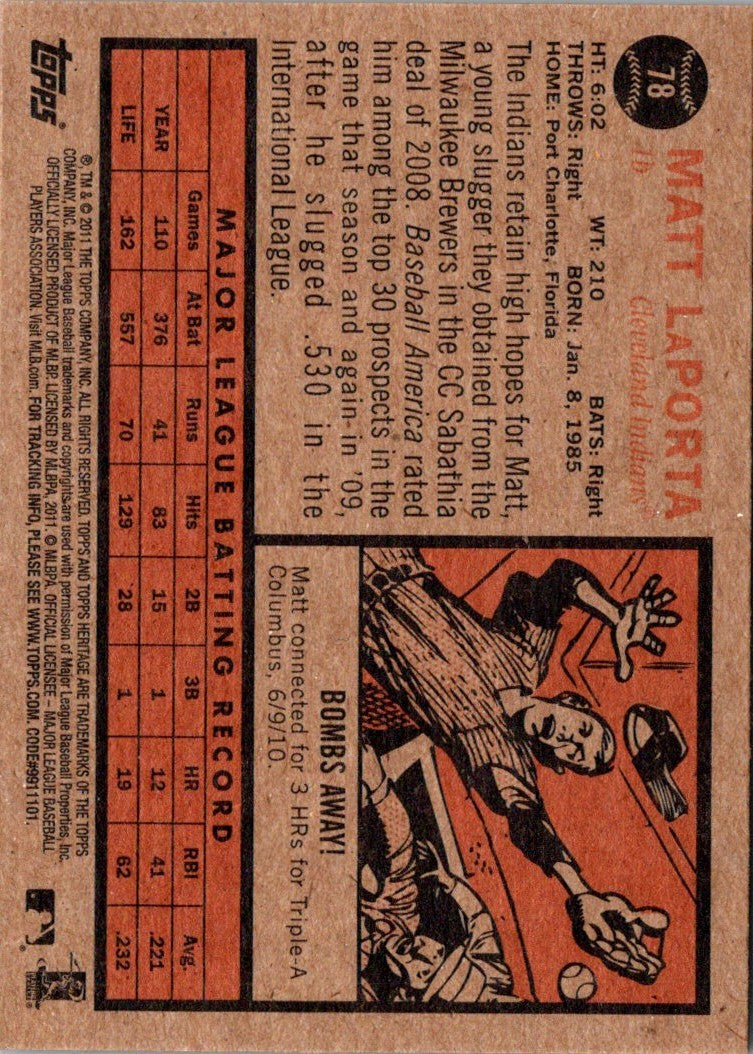 78
MATT LaPORTA
1b Cleveland Indians™
HT: 6:02 WT: 210 BATS: Right
THROWS: Right BORN: Jan. 8, 1985
HOME: Port Charlotte, Florida
The Indians retain high hopes for Matt,
a young slugger they obtained from the
Milwaukee Brewers in the CC Sabathia
deal of 2008. Baseball America rated
him among the top 30 prospects in the
game that season and again in '09,
after he slugged .530 in the
International League.
BOMBS AWAY!
Matt connected for 3 HRs for Triple-A
Columbus, 6/9/10.
MAJOR LEAGUE BATTING RECORD
Games At Bat Runs Hits 2B 3B HR RBI Avg.
YEAR 110 376 41 83 15 1 12 41 .221
LIFE 162 557 70 129 28 1 19 62 .232
topps®
® TM & © 2011 THE TOPPS COMPANY, INC. ALL RIGHTS RESERVED. TOPPS AND TOPPS HERITAGE ARE TRADEMARKS OF THE TOPPS
COMPANY, INC. Major League Baseball trademarks and copyrights are used with permission of Major League Baseball Properties, Inc.
OFFICIALLY LICENSED PRODUCT OF MLBP. LICENSED BY MLBPA, 2011. © MLBPA, OFFICIAL LICENSEE – MAJOR LEAGUE BASEBALL
PLAYERS ASSOCIATION. Visit MLB.com. FOR TRACKING INFO, PLEASE SEE WWW.TOPPS.COM. CODE#9911101.